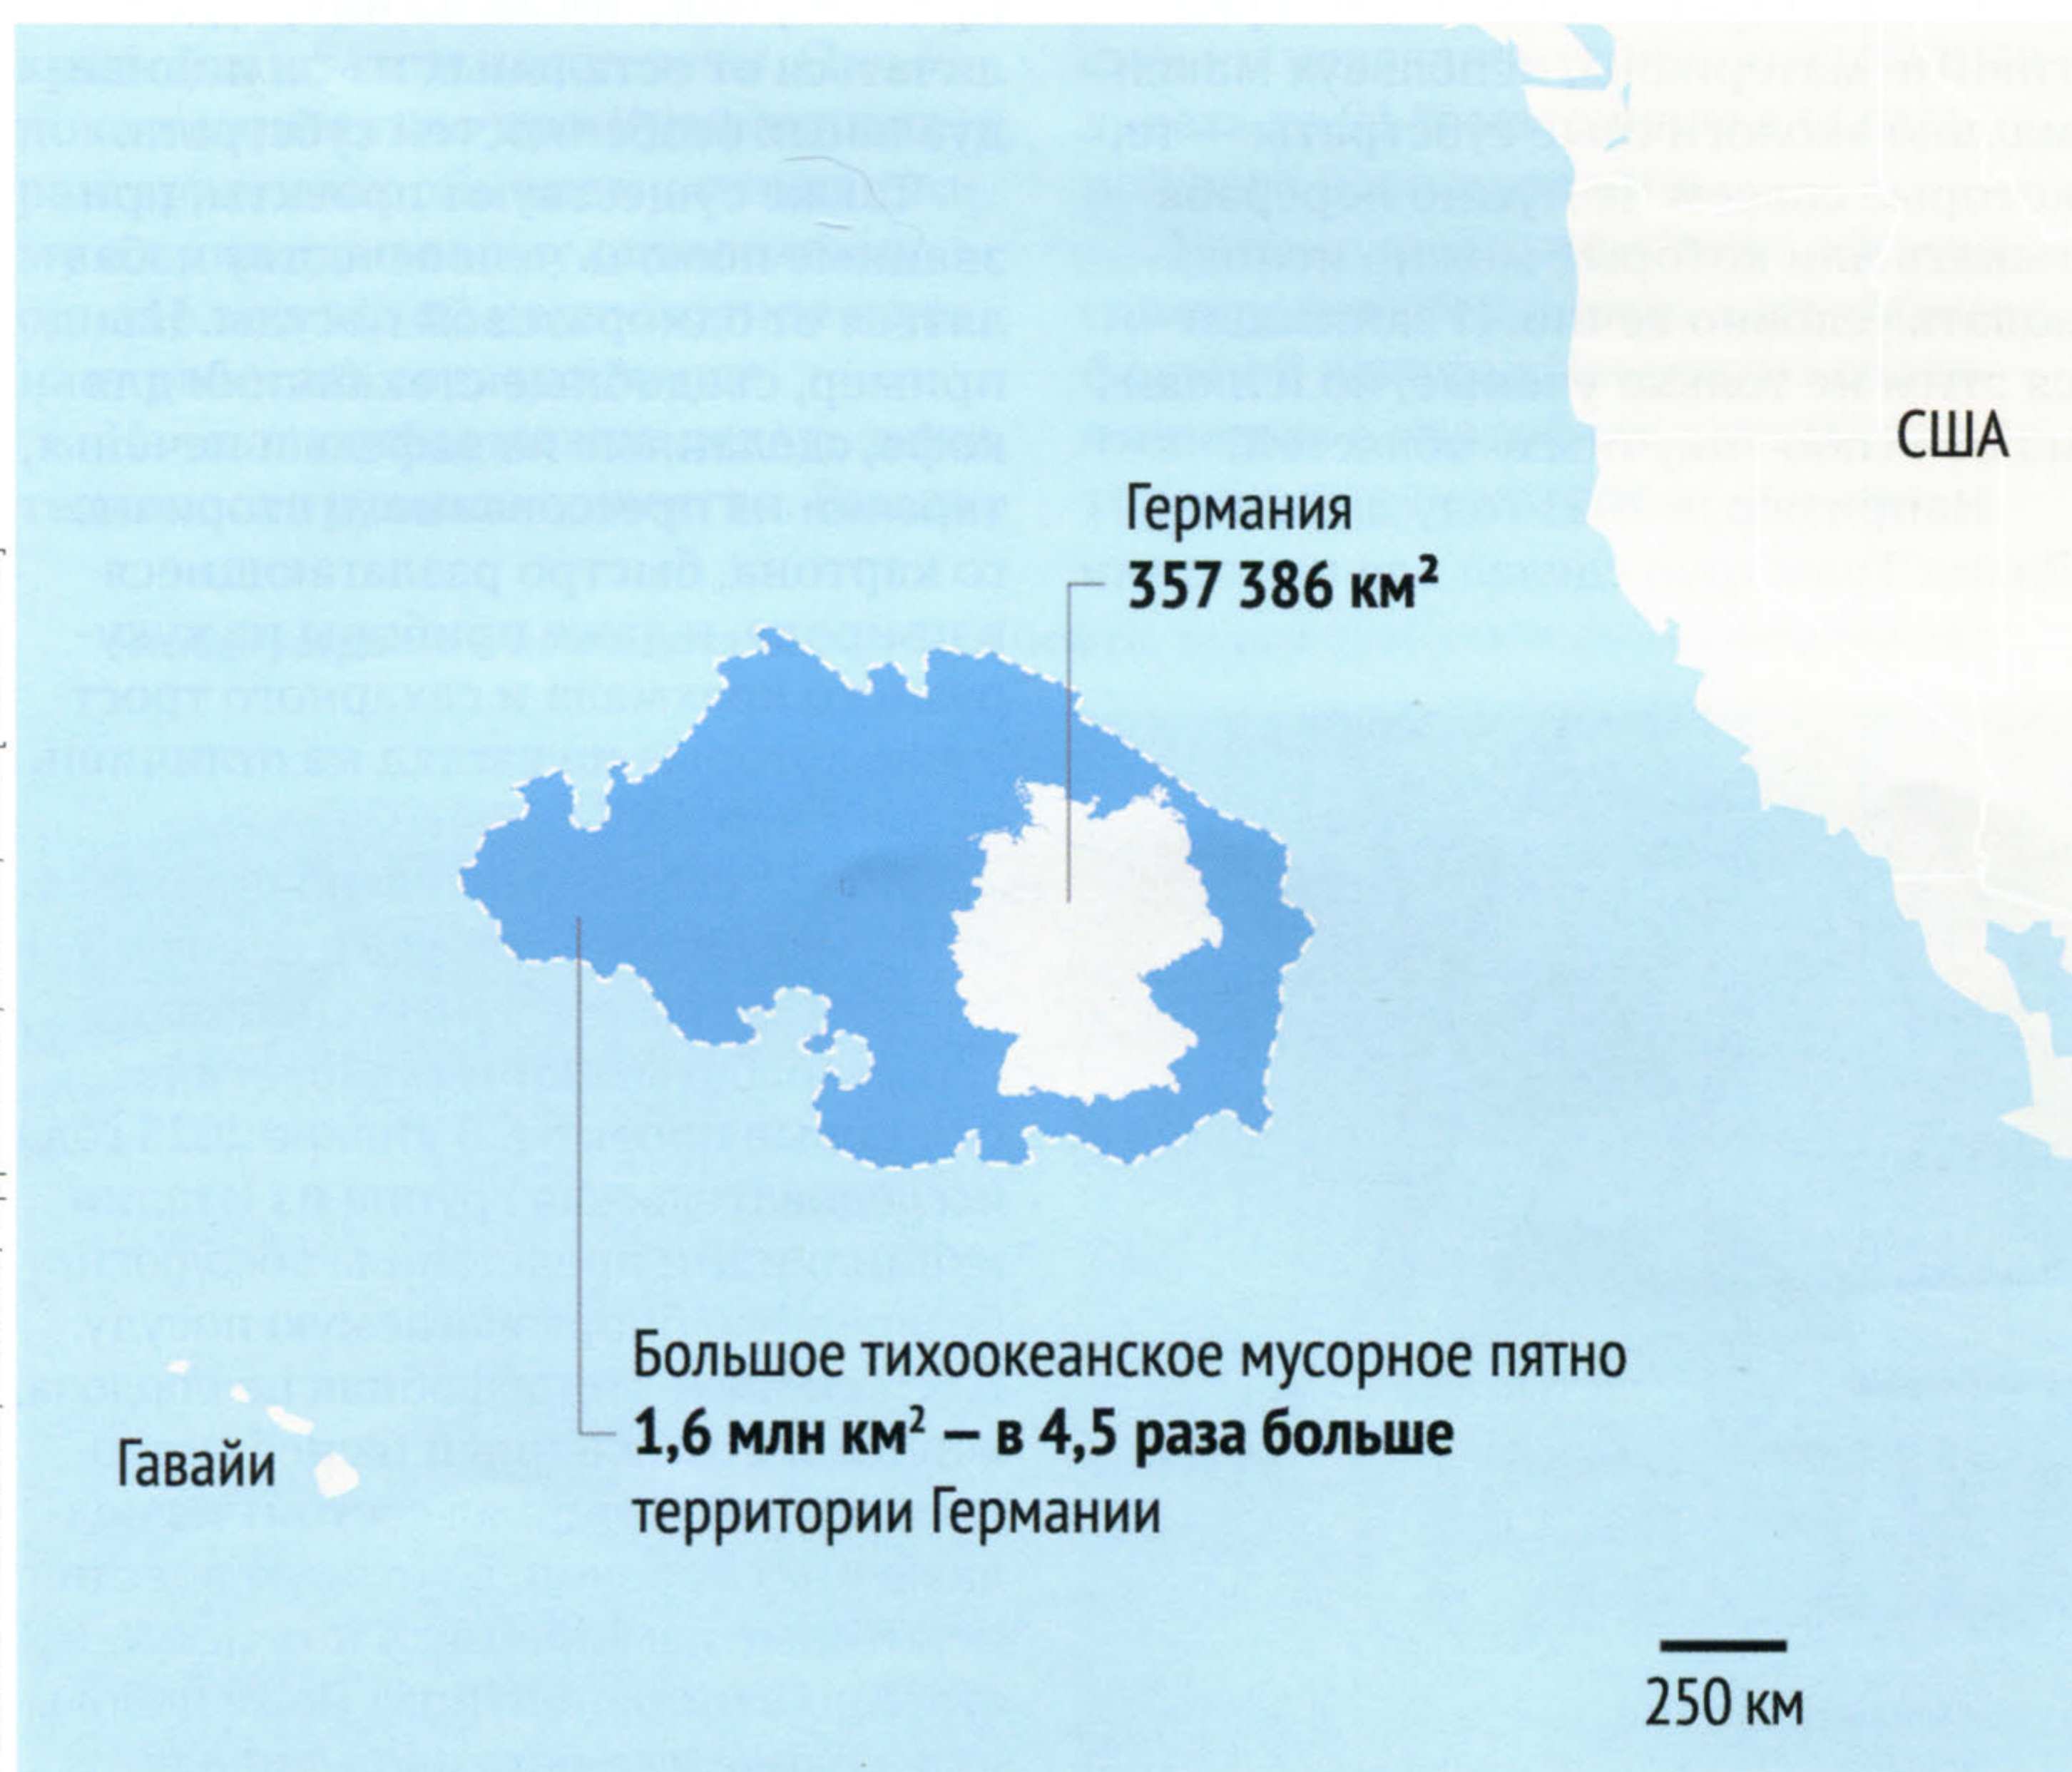 США
Германия
357 386 км²
Большое тихоокеанское мусорное пятно
1,6 млн км² — в 4,5 раза больше
территории Германии
Гавайи
250 км